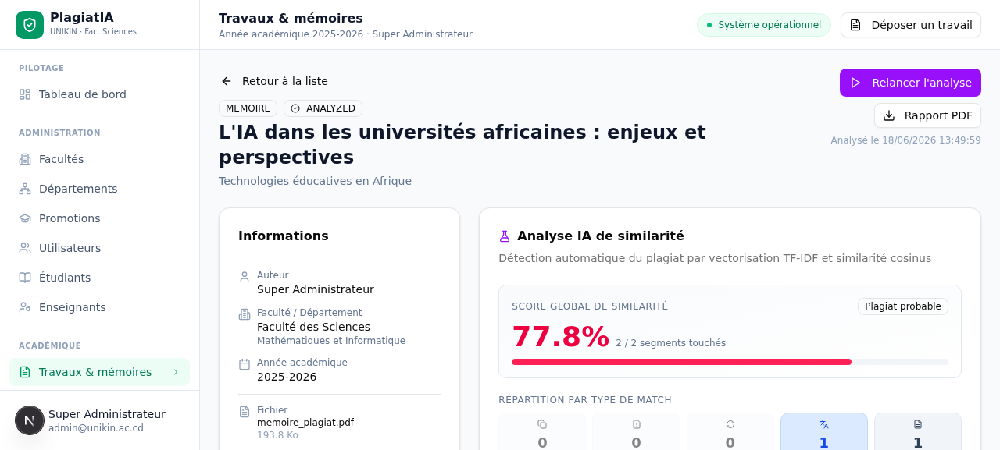 PlagiatIA
UNIKIN · Fac. Sciences
PILOTAGE
Tableau de bord
ADMINISTRATION
Facultés
Départements
Promotions
Utilisateurs
Étudiants
Enseignants
ACADÉMIQUE
Travaux & mémoires
N
Super Administrateur
admin@unikin.ac.cd
Travaux & mémoires
Année académique 2025-2026 · Super Administrateur
Système opérationnel
Déposer un travail
Retour à la liste
Relancer l'analyse
MEMOIRE
ANALYZED
Rapport PDF
L'IA dans les universités africaines : enjeux et
perspectives
Analysé le 18/06/2026 13:49:59
Technologies éducatives en Afrique
Informations
Auteur
Super Administrateur
Faculté / Département
Faculté des Sciences
Mathématiques et Informatique
Année académique
2025-2026
Fichier
memoire_plagiat.pdf
193.8 Ko
Analyse IA de similarité
Détection automatique du plagiat par vectorisation TF-IDF et similarité cosinus
SCORE GLOBAL DE SIMILARITÉ
Plagiat probable
77.8%
2 / 2 segments touchés
RÉPARTITION PAR TYPE DE MATCH
0
0
0
1
1